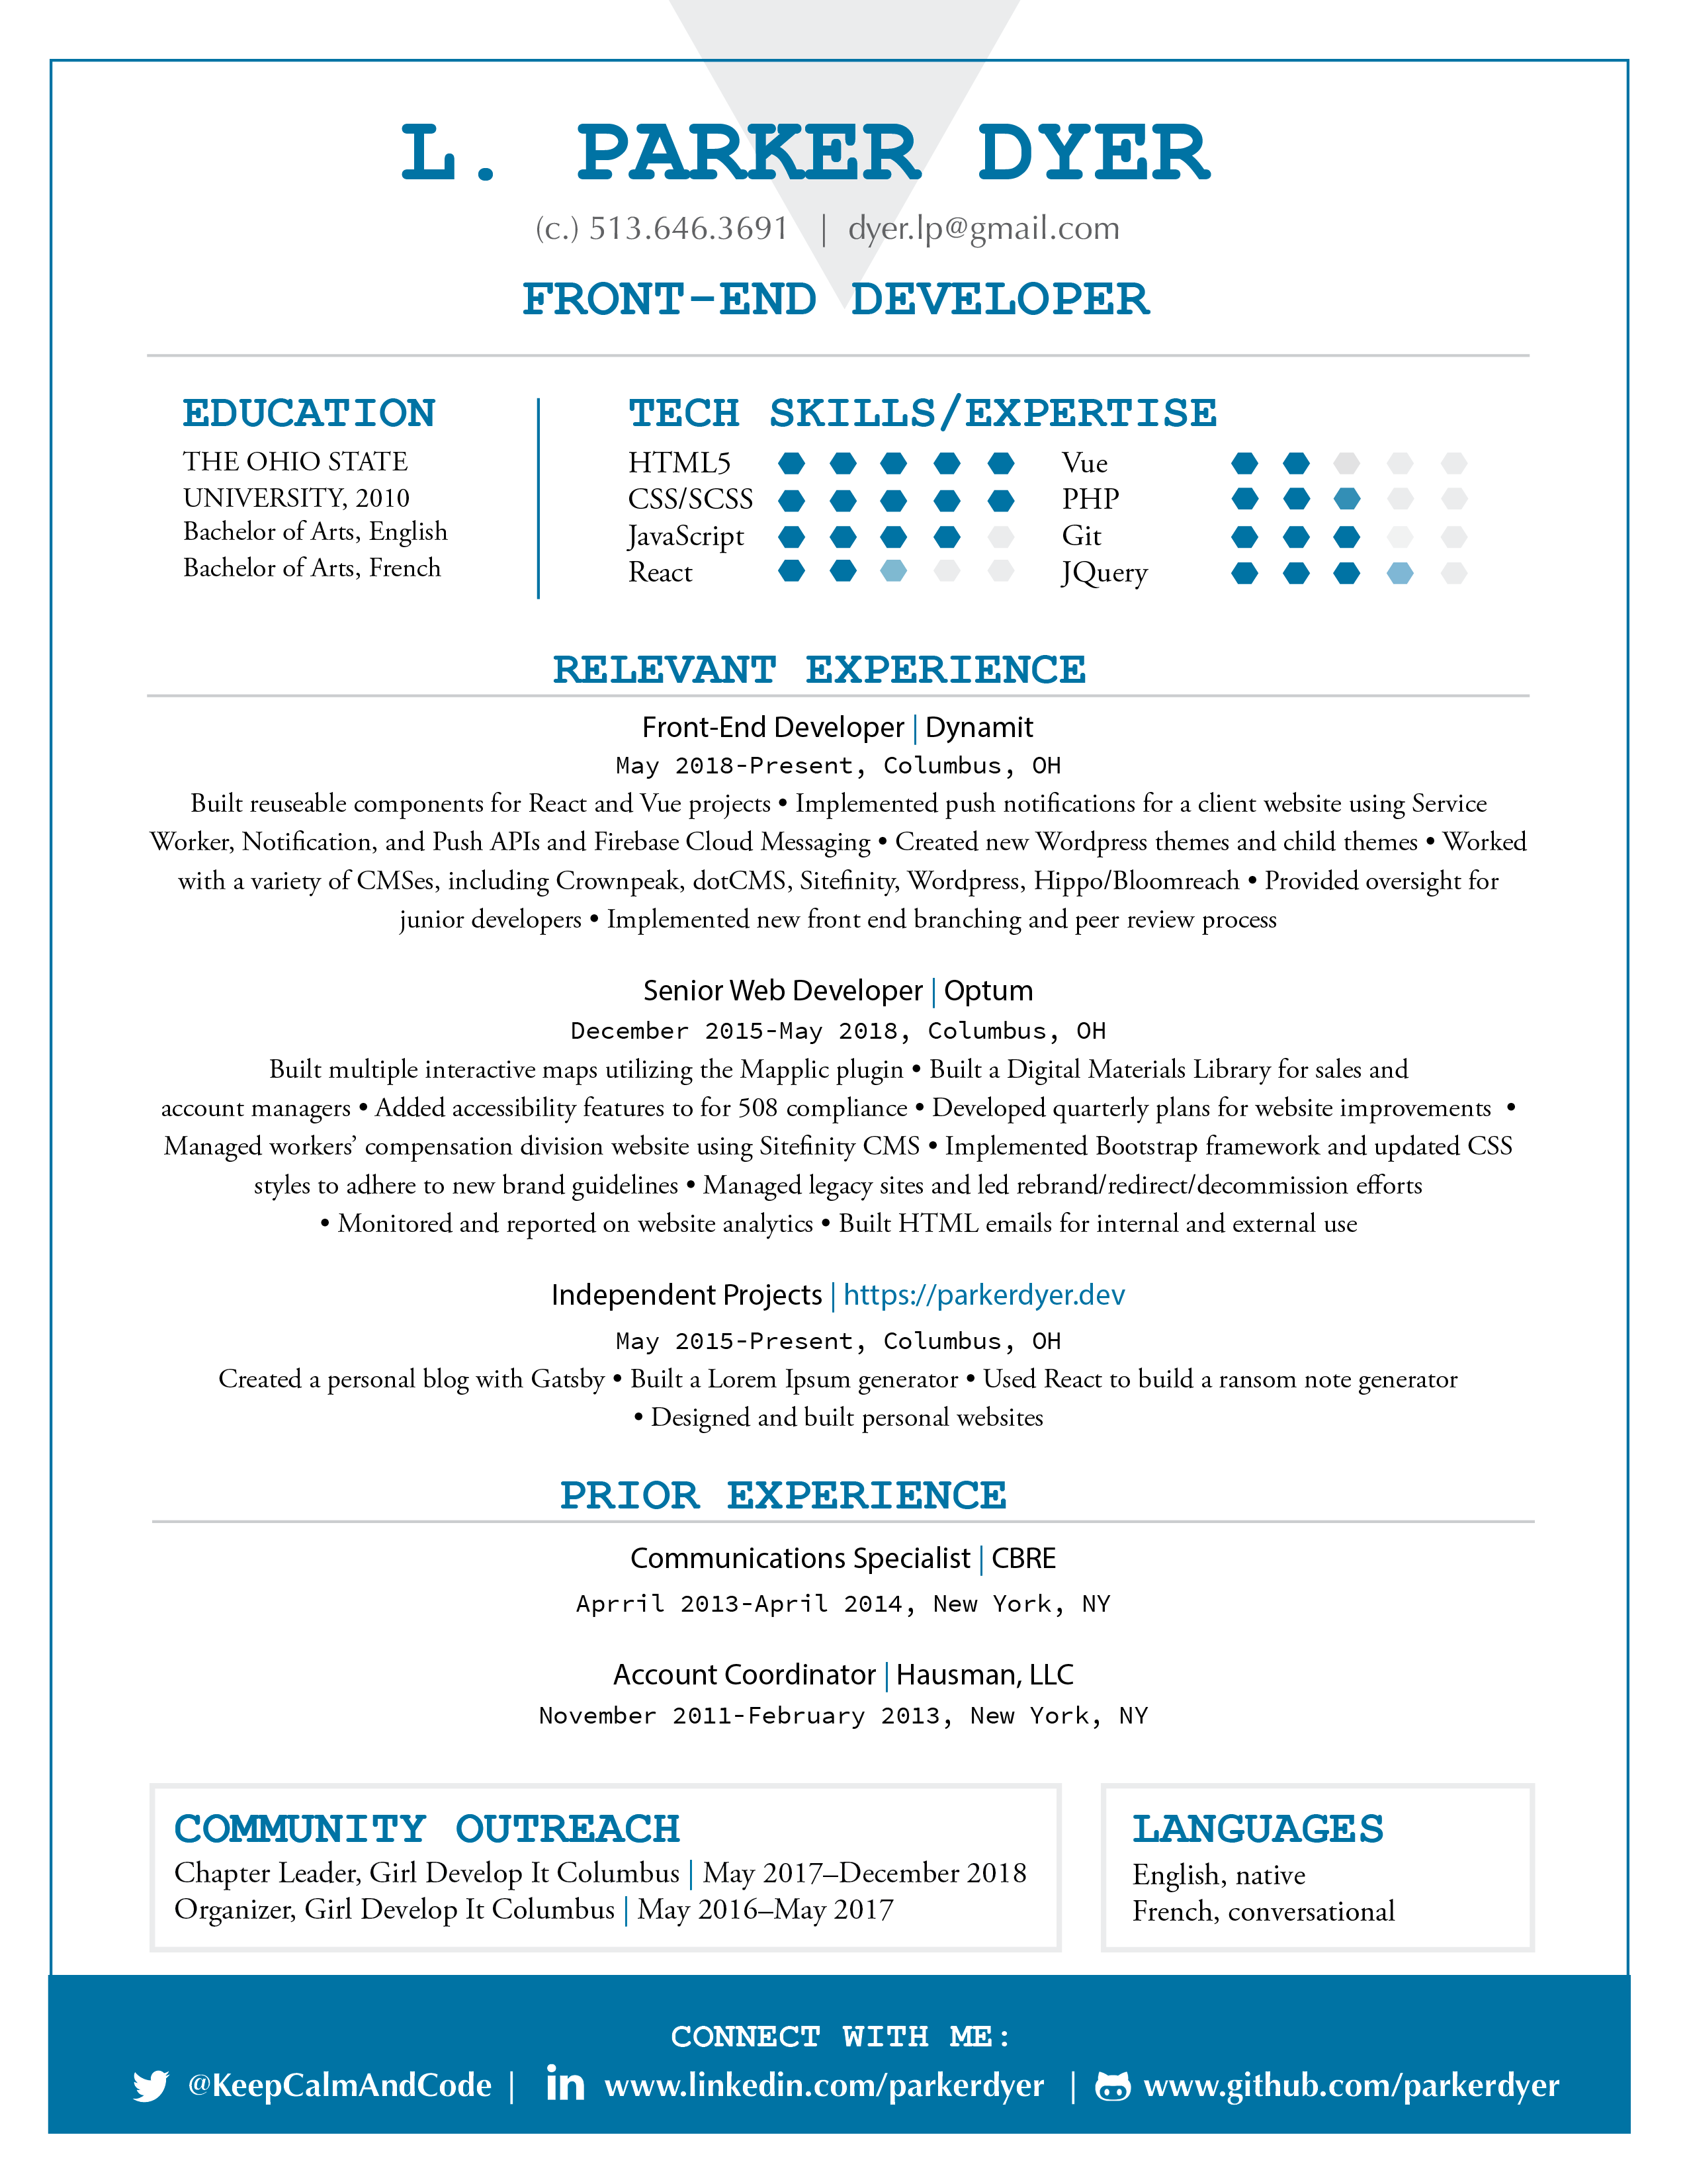 L. PARKER DYER
(c.) 513.646.3691 | dyer.lp@gmail.com
FRONT-END DEVELOPER
EDUCATION
THE OHIO STATE
UNIVERSITY, 2010
Bachelor of Arts, English
Bachelor of Arts, French
TECH SKILLS/EXPERTISE
HTML5
CSS/SCSS
JavaScript
React
Vue
PHP
Git
JQuery
RELEVANT EXPERIENCE
Front-End Developer | Dynamit
May 2018-Present, Columbus, OH
Built reuseable components for React and Vue projects • Implemented push notifications for a client website using Service
Worker, Notification, and Push APIs and Firebase Cloud Messaging • Created new Wordpress themes and child themes • Worked
with a variety of CMSes, including Crownpeak, dotCMS, Sitefinity, Wordpress, Hippo/Bloomreach • Provided oversight for
junior developers • Implemented new front end branching and peer review process
Senior Web Developer | Optum
December 2015-May 2018, Columbus, OH
Built multiple interactive maps utilizing the Mapplic plugin • Built a Digital Materials Library for sales and
account managers • Added accessibility features to for 508 compliance • Developed quarterly plans for website improvements •
Managed workers’ compensation division website using Sitefinity CMS • Implemented Bootstrap framework and updated CSS
styles to adhere to new brand guidelines • Managed legacy sites and led rebrand/redirect/decommission efforts
• Monitored and reported on website analytics • Built HTML emails for internal and external use
Independent Projects | https://parkerdyer.dev
May 2015-Present, Columbus, OH
Created a personal blog with Gatsby • Built a Lorem Ipsum generator • Used React to build a ransom note generator
• Designed and built personal websites
PRIOR EXPERIENCE
Communications Specialist | CBRE
Aprril 2013-April 2014, New York, NY
Account Coordinator | Hausman, LLC
November 2011-February 2013, New York, NY
COMMUNITY OUTREACH
Chapter Leader, Girl Develop It Columbus | May 2017–December 2018
Organizer, Girl Develop It Columbus | May 2016–May 2017
LANGUAGES
English, native
French, conversational
CONNECT WITH ME:
@KeepCalmAndCode | in www.linkedin.com/parkerdyer | www.github.com/parkerdyer